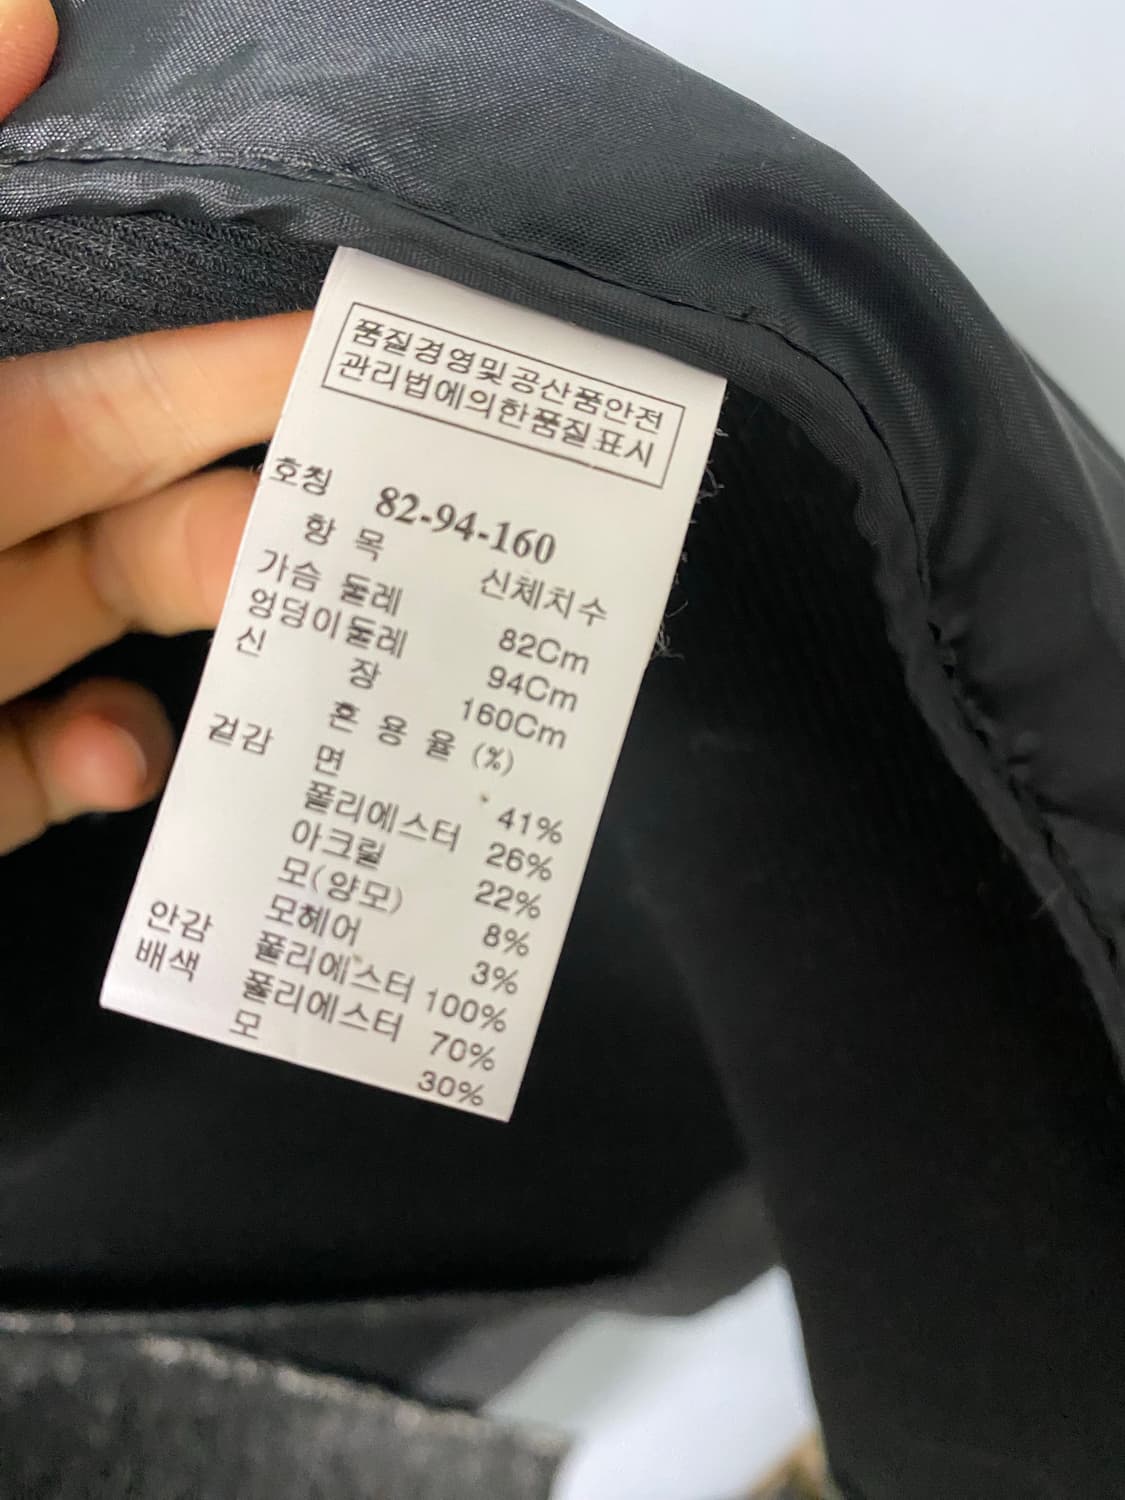 품질경영및공산품안전
관리법에의한품질표시
호칭 82-94-160
항 목 신체치수
가슴 둘레 82Cm
엉덩이둘레 94Cm
신 장 160Cm
혼 용 율 (%)
겉감 면 41%
폴리에스터 26%
아크릴 22%
모(양모) 8%
모헤어 3%
안감 폴리에스터 100%
배색 폴리에스터 70%
모 30%